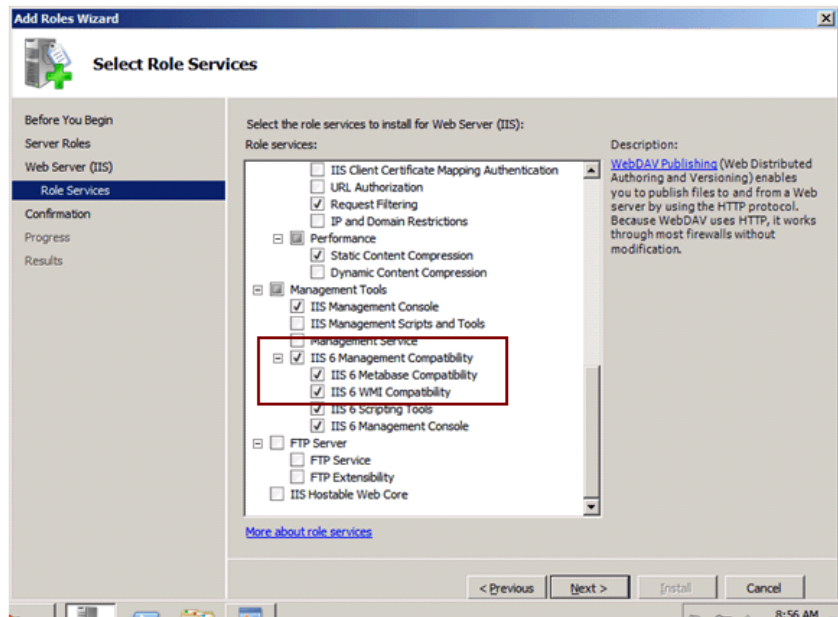 Add Roles Wizard
Select Role Services
Before You Begin
Server Roles
Web Server (IIS)
Role Services
Confirmation
Progress
Results
Select the role services to install for Web Server (IIS):
Role services:
IIS Client Certificate Mapping Authentication
URL Authorization
Request Filtering
IP and Domain Restrictions
Performance
Static Content Compression
Dynamic Content Compression
Management Tools
IIS Management Console
IIS Management Scripts and Tools
Management Service
IIS 6 Management Compatibility
IIS 6 Metabase Compatibility
IIS 6 WMI Compatibility
IIS 6 Scripting Tools
IIS 6 Management Console
FTP Server
FTP Service
FTP Extensibility
IIS Hostable Web Core
More about role services
Description:
WebDAV Publishing (Web Distributed
Authoring and Versioning) enables
you to publish files to and from a Web
server by using the HTTP protocol.
Because WebDAV uses HTTP, it works
through most firewalls without
modification.
< Previous
Next >
Install
Cancel
8:56 AM